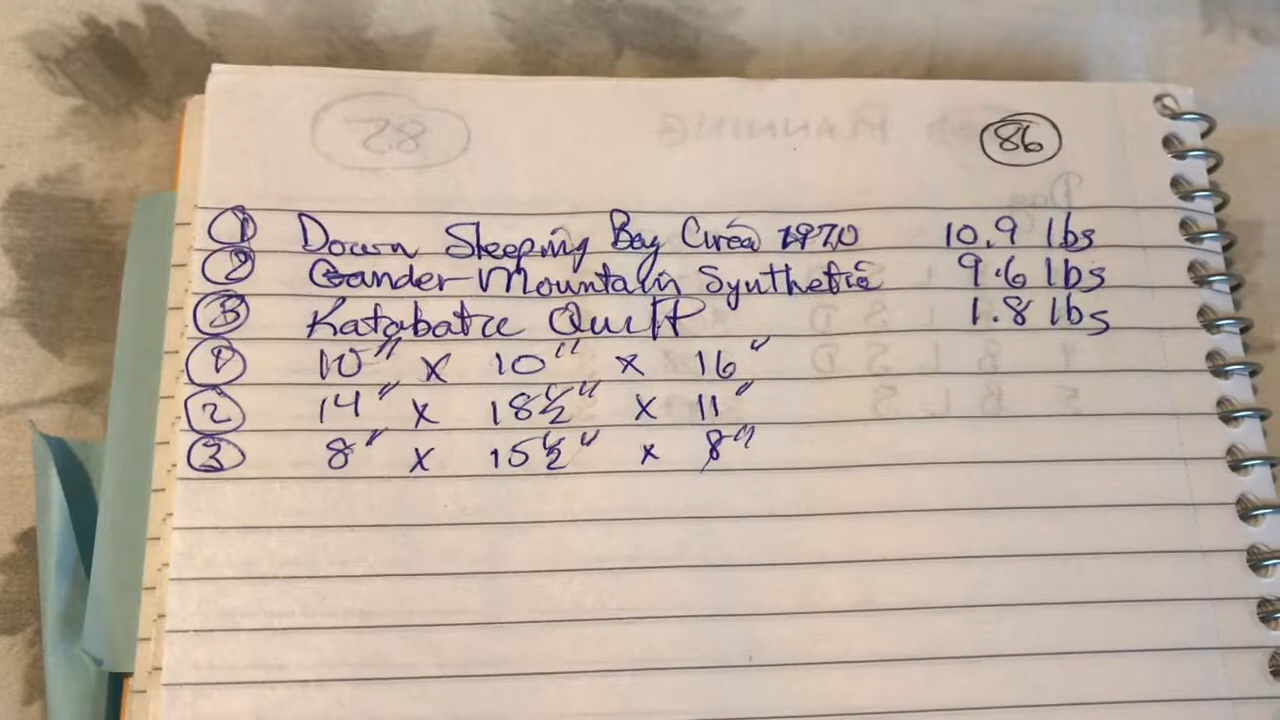 86
① Down Sleeping Bag Circa 1970 10.9 lbs
② Gander Mountain Synthetic 9.6 lbs
③ Katabatic Quilt 1.8 lbs
① 10" x 10" x 16"
② 14" x 18½" x 11"
③ 8" x 15½" x 8"